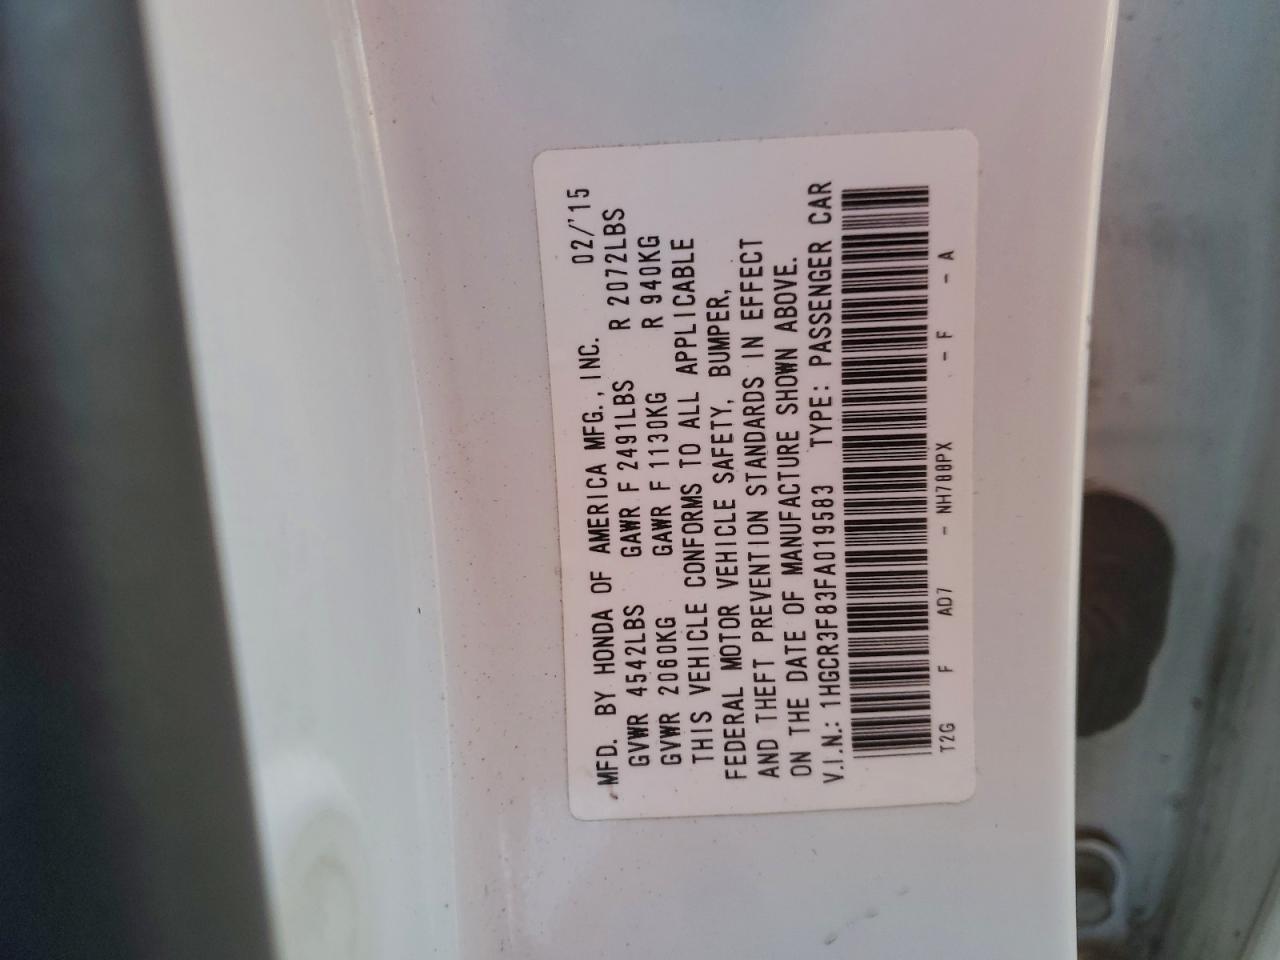 MFD. BY HONDA OF AMERICA MFG., INC. 02/'15
GVWR 4542LBS GAWR F 2491LBS R 2072LBS
GVWR 2060KG GAWR F 1130KG R 940KG
THIS VEHICLE CONFORMS TO ALL APPLICABLE
FEDERAL MOTOR VEHICLE SAFETY, BUMPER,
AND THEFT PREVENTION STANDARDS IN EFFECT
ON THE DATE OF MANUFACTURE SHOWN ABOVE.
V.I.N.: 1HGCR3F83FA019583 TYPE: PASSENGER CAR
T2G F AD7 - NH788PX - F - A